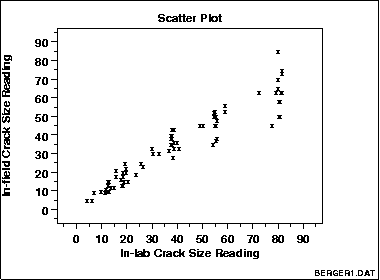 Scatter Plot
In-field Crack Size Reading
90
80
70
60
50
40
30
20
10
0
0 10 20 30 40 50 60 70 80 90
In-lab Crack Size Reading
BERGER1.DAT